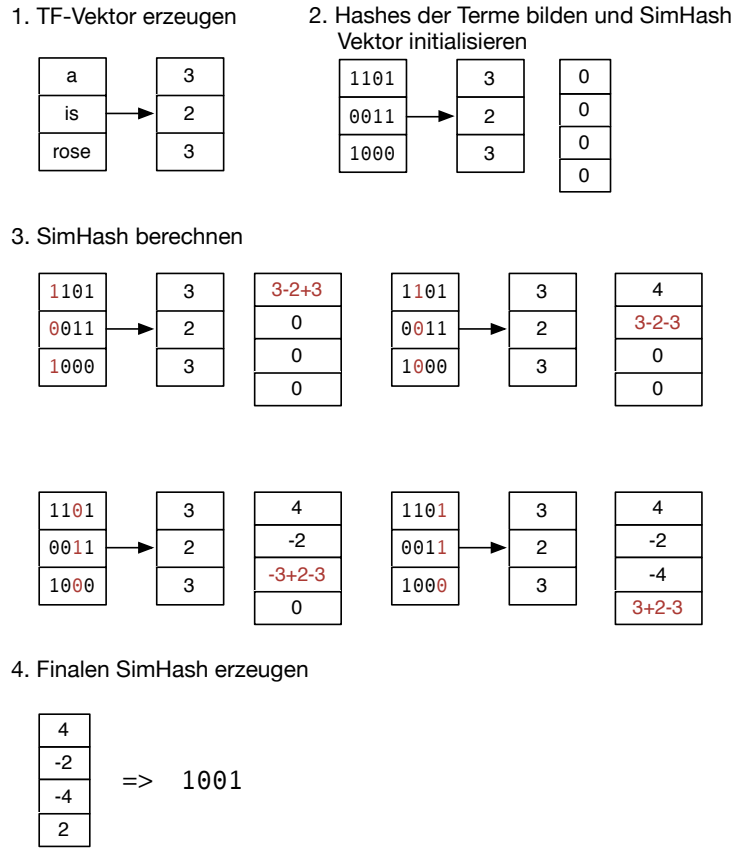 1. TF-Vektor erzeugen
a 3
is 2
rose 3
2. Hashes der Terme bilden und SimHash
Vektor initialisieren
1101 3 0
0011 2 0
1000 3 0
0
3. SimHash berechnen
1101 3 3-2+3
0011 2 0
1000 3 0
0
1101 3 4
0011 2 3-2-3
1000 3 0
0
1101 3 4
0011 2 -2
1000 3 -3+2-3
0
1101 3 4
0011 2 -2
1000 3 -4
3+2-3
4. Finalen SimHash erzeugen
4
-2
-4
2
=> 1001